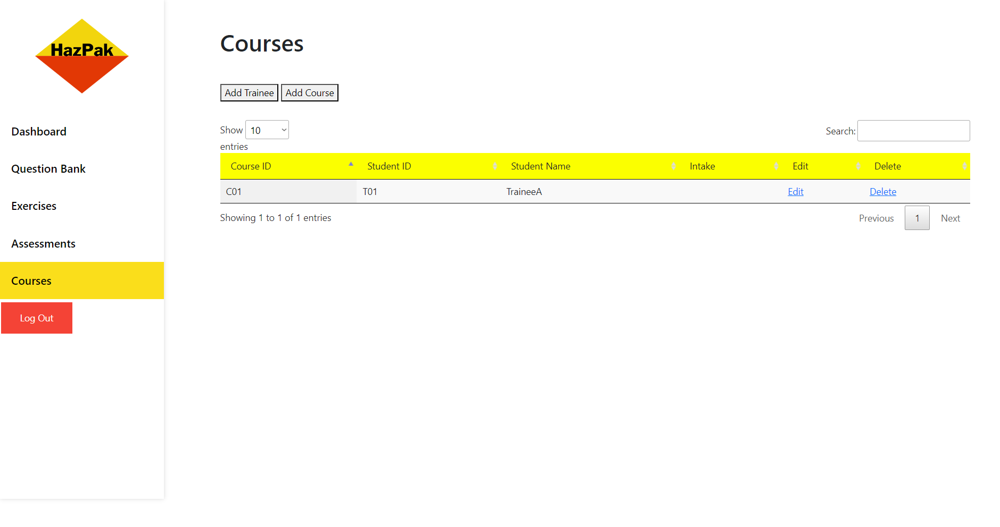 HazPak
Dashboard
Question Bank
Exercises
Assessments
Courses
Log Out
Courses
Add Trainee Add Course
Show 10 entries
Search:
Course ID Student ID Student Name Intake Edit Delete
C01 T01 TraineeA Edit Delete
Showing 1 to 1 of 1 entries
Previous 1 Next